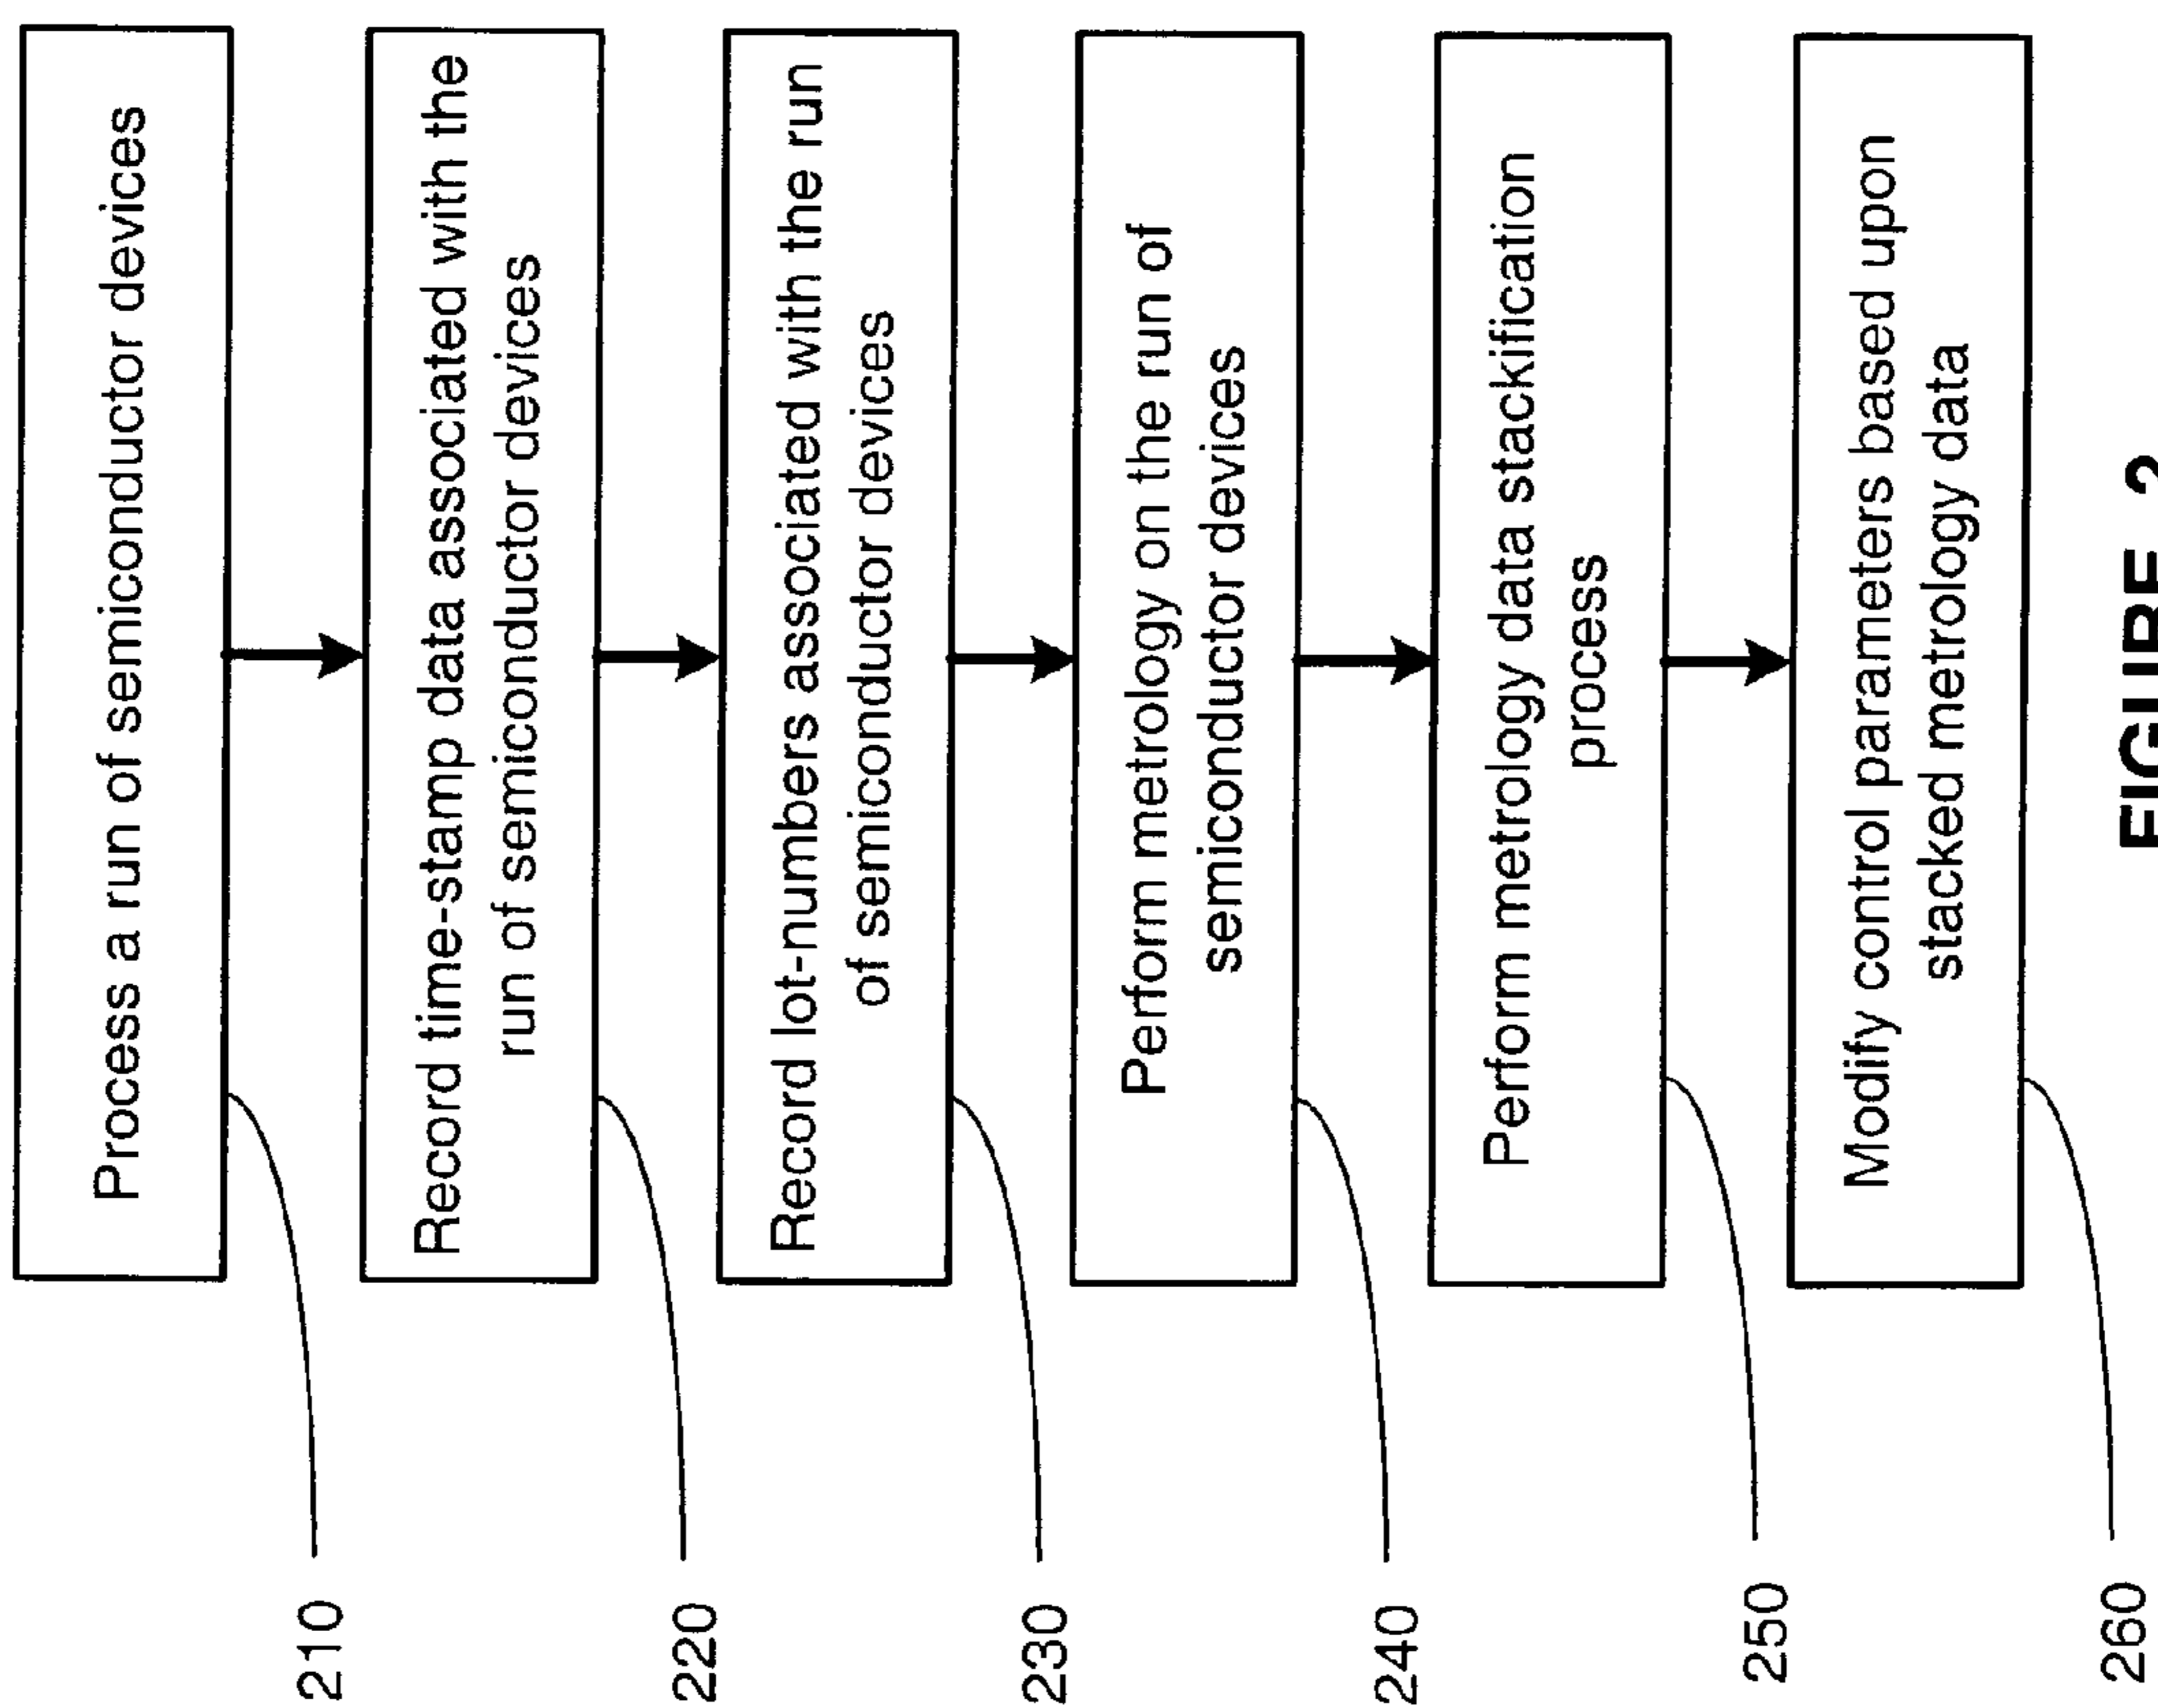 Process a run of semiconductor devices
210
Record time-stamp data associated with the
run of semiconductor devices
220
Record lot-numbers associated with the run
of semiconductor devices
230
Perform metrology on the run of
semiconductor devices
240
Perform metrology data stackification
process
250
Modify control parameters based upon
stacked metrology data
260
FIGURE 2